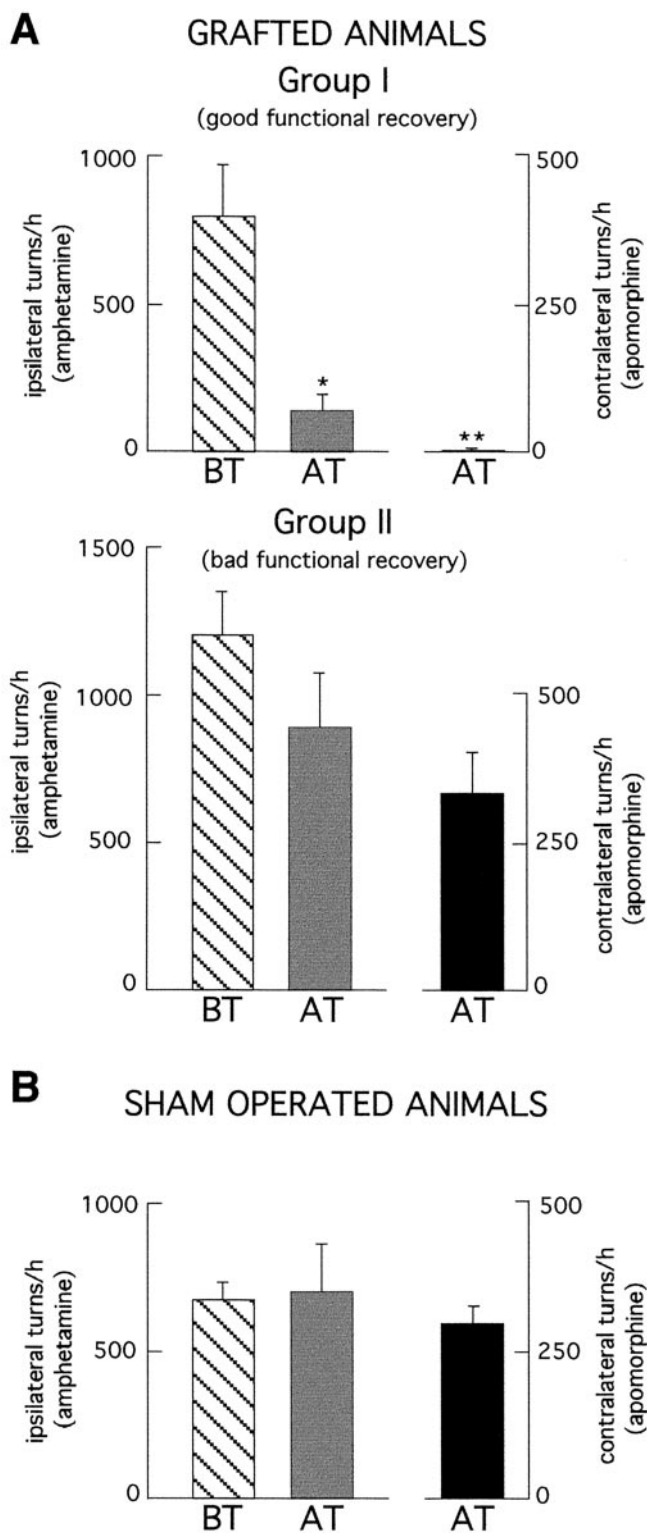 A
GRAFTED ANIMALS
Group I
(good functional recovery)
1000
500
0
ipsilateral turns/h
(amphetamine)
*
**
500
250
0
contralateral turns/h
(apomorphine)
BT
AT
AT
Group II
(bad functional recovery)
1500
1000
500
0
ipsilateral turns/h
(amphetamine)
500
250
0
contralateral turns/h
(apomorphine)
BT
AT
AT
B
SHAM OPERATED ANIMALS
1000
500
0
ipsilateral turns/h
(amphetamine)
500
250
0
contralateral turns/h
(apomorphine)
BT
AT
AT